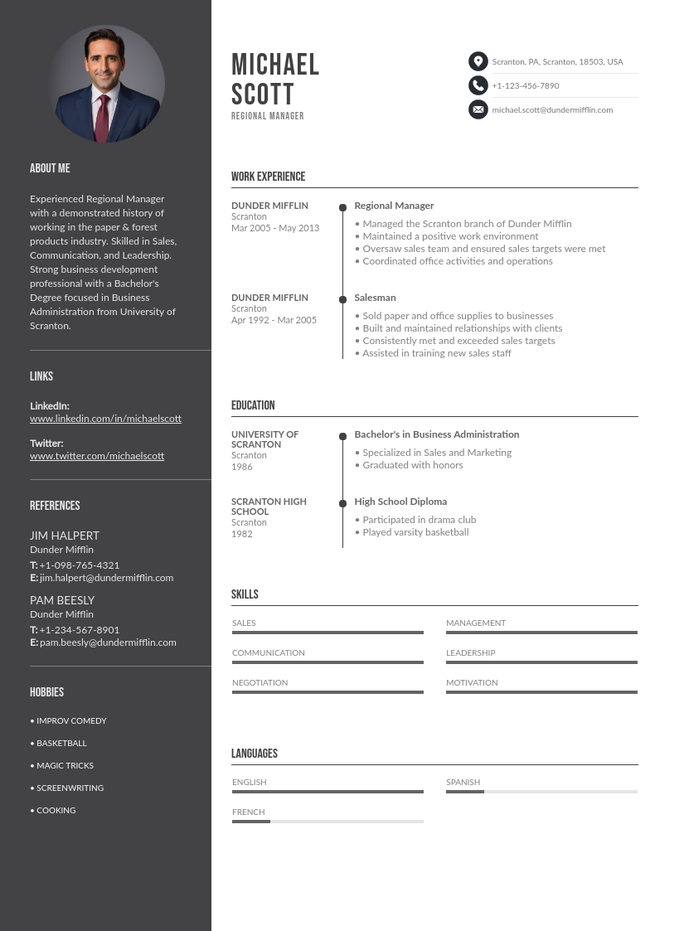 ABOUT ME
Experienced Regional Manager
with a demonstrated history of
working in the paper & forest
products industry. Skilled in Sales,
Communication, and Leadership.
Strong business development
professional with a Bachelor's
Degree focused in Business
Administration from University of
Scranton.
LINKS
LinkedIn:
www.linkedin.com/in/michaelscott
Twitter:
www.twitter.com/michaelscott
REFERENCES
JIM HALPERT
Dunder Mifflin
T: +1-098-765-4321
E: jim.halpert@dundermifflin.com
PAM BEESLY
Dunder Mifflin
T: +1-234-567-8901
E: pam.beesly@dundermifflin.com
HOBBIES
• IMPROV COMEDY
• BASKETBALL
• MAGIC TRICKS
• SCREENWRITING
• COOKING
MICHAEL
SCOTT
REGIONAL MANAGER
Scranton, PA, Scranton, 18503, USA
+1-123-456-7890
michael.scott@dundermifflin.com
WORK EXPERIENCE
DUNDER MIFFLIN
Scranton
Mar 2005 - May 2013
Regional Manager
• Managed the Scranton branch of Dunder Mifflin
• Maintained a positive work environment
• Oversaw sales team and ensured sales targets were met
• Coordinated office activities and operations
DUNDER MIFFLIN
Scranton
Apr 1992 - Mar 2005
Salesman
• Sold paper and office supplies to businesses
• Built and maintained relationships with clients
• Consistently met and exceeded sales targets
• Assisted in training new sales staff
EDUCATION
UNIVERSITY OF
SCRANTON
Scranton
1986
Bachelor's in Business Administration
• Specialized in Sales and Marketing
• Graduated with honors
SCRANTON HIGH
SCHOOL
Scranton
1982
High School Diploma
• Participated in drama club
• Played varsity basketball
SKILLS
SALES
MANAGEMENT
COMMUNICATION
LEADERSHIP
NEGOTIATION
MOTIVATION
LANGUAGES
ENGLISH
SPANISH
FRENCH